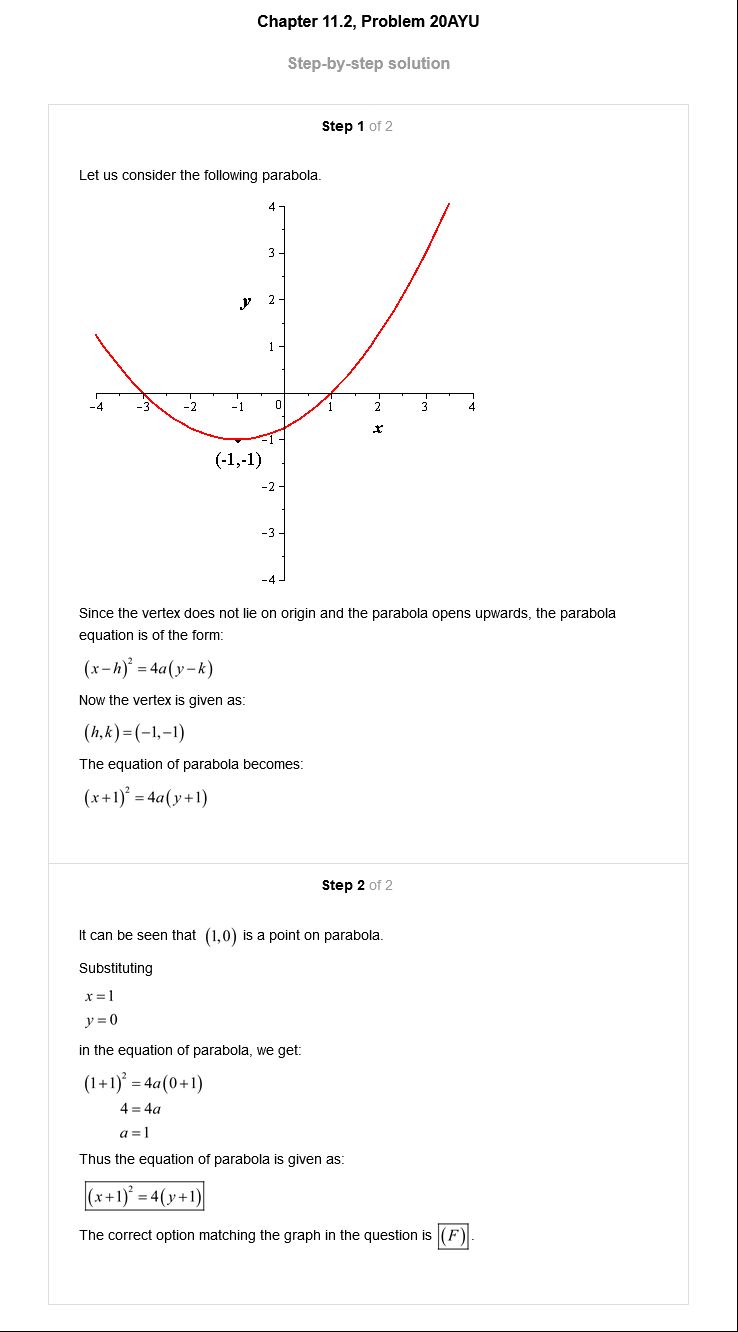 Chapter 11.2, Problem 20AYU
Step-by-step solution
Step 1 of 2
Let us consider the following parabola.
4
3
y 2
1
-4 -3 -2 -1 0 1 2 3 4
x
-1
(-1,-1)
-2
-3
-4
Since the vertex does not lie on origin and the parabola opens upwards, the parabola
equation is of the form:
(x−h)² = 4a(y−k)
Now the vertex is given as:
(h,k)=(−1,−1)
The equation of parabola becomes:
(x+1)² = 4a(y+1)
Step 2 of 2
It can be seen that (1,0) is a point on parabola.
Substituting
x=1
y=0
in the equation of parabola, we get:
(1+1)² = 4a(0+1)
4=4a
a=1
Thus the equation of parabola is given as:
(x+1)² = 4(y+1)
The correct option matching the graph in the question is (F).